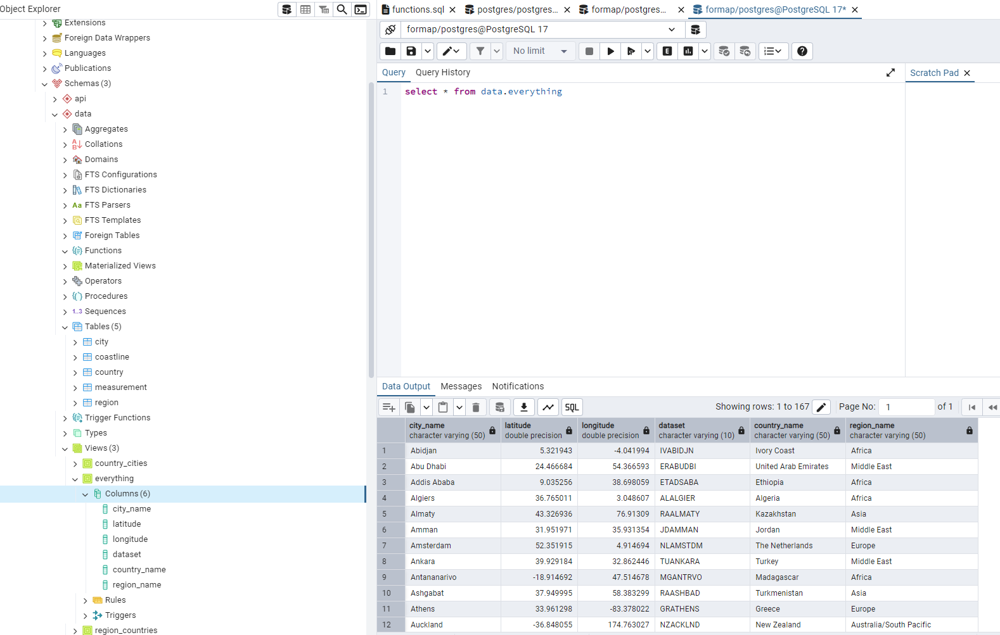 Object Explorer
Extensions
Foreign Data Wrappers
Languages
Publications
Schemas (3)
api
data
Aggregates
Collations
Domains
FTS Configurations
FTS Dictionaries
Aa FTS Parsers
FTS Templates
Foreign Tables
Functions
Materialized Views
Operators
Procedures
1..3 Sequences
Tables (5)
city
coastline
country
measurement
region
Trigger Functions
Types
Views (3)
country_cities
everything
Columns (6)
city_name
latitude
longitude
dataset
country_name
region_name
Rules
Triggers
region_countries
functions.sql postgres/postgres... formap/postgres... formap/postgres@PostgreSQL 17*
formap/postgres@PostgreSQL 17
No limit E
Query Query History
Scratch Pad
1 select * from data.everything
Data Output Messages Notifications
SQL Showing rows: 1 to 167 Page No: 1 of 1
city_name latitude longitude dataset country_name region_name
character varying (50) double precision double precision character varying (10) character varying (50) character varying (50)
1 Abidjan 5.321943 -4.041994 IVABIDJN Ivory Coast Africa
2 Abu Dhabi 24.466684 54.366593 ERABUDBI United Arab Emirates Middle East
3 Addis Ababa 9.035256 38.698059 ETADSABA Ethiopia Africa
4 Algiers 36.765011 3.048607 ALALGIER Algeria Africa
5 Almaty 43.326936 76.91309 RAALMATY Kazakhstan Asia
6 Amman 31.951971 35.931354 JDAMMAN Jordan Middle East
7 Amsterdam 52.351915 4.914694 NLAMSTDM The Netherlands Europe
8 Ankara 39.929184 32.862446 TUANKARA Turkey Middle East
9 Antananarivo -18.914692 47.514678 MGANTRVO Madagascar Africa
10 Ashgabat 37.949995 58.383299 RAASHBAD Turkmenistan Asia
11 Athens 33.961298 -83.378022 GRATHENS Greece Europe
12 Auckland -36.848055 174.763027 NZACKLND New Zealand Australia/South Pacific